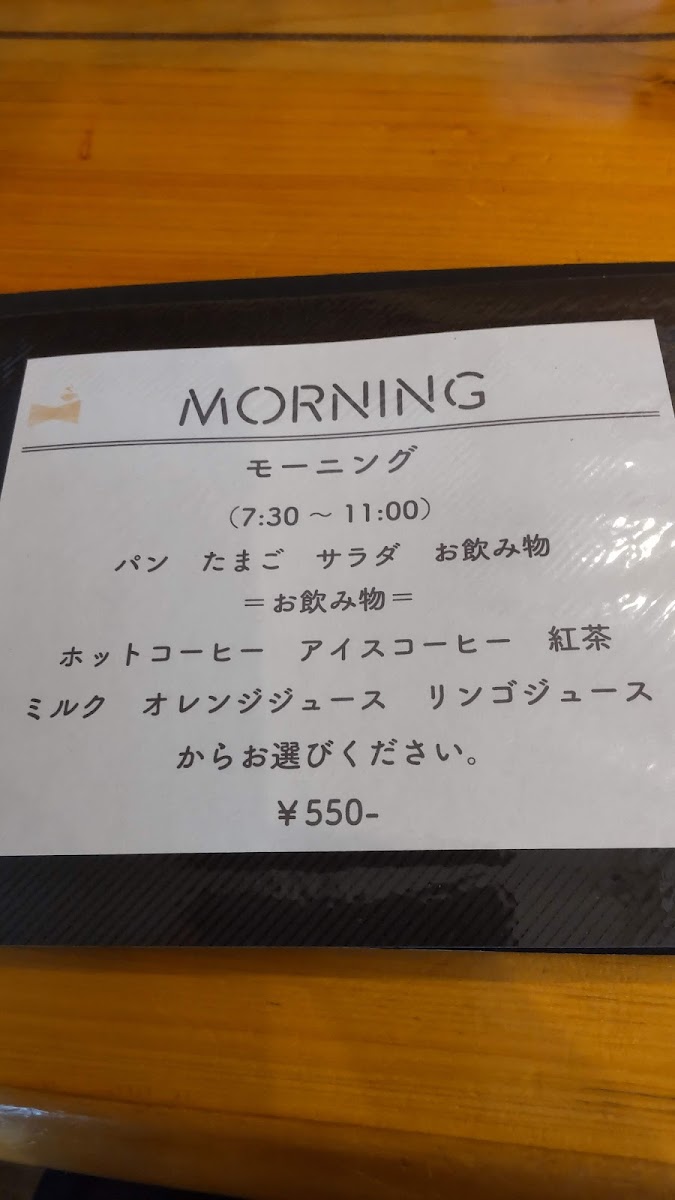 MORNING
モーニング
（7:30 ～ 11:00）
パン　たまご　サラダ　お飲み物
＝お飲み物＝
ホットコーヒー　アイスコーヒー　紅茶
ミルク　オレンジジュース　リンゴジュース
からお選びください。
￥550-